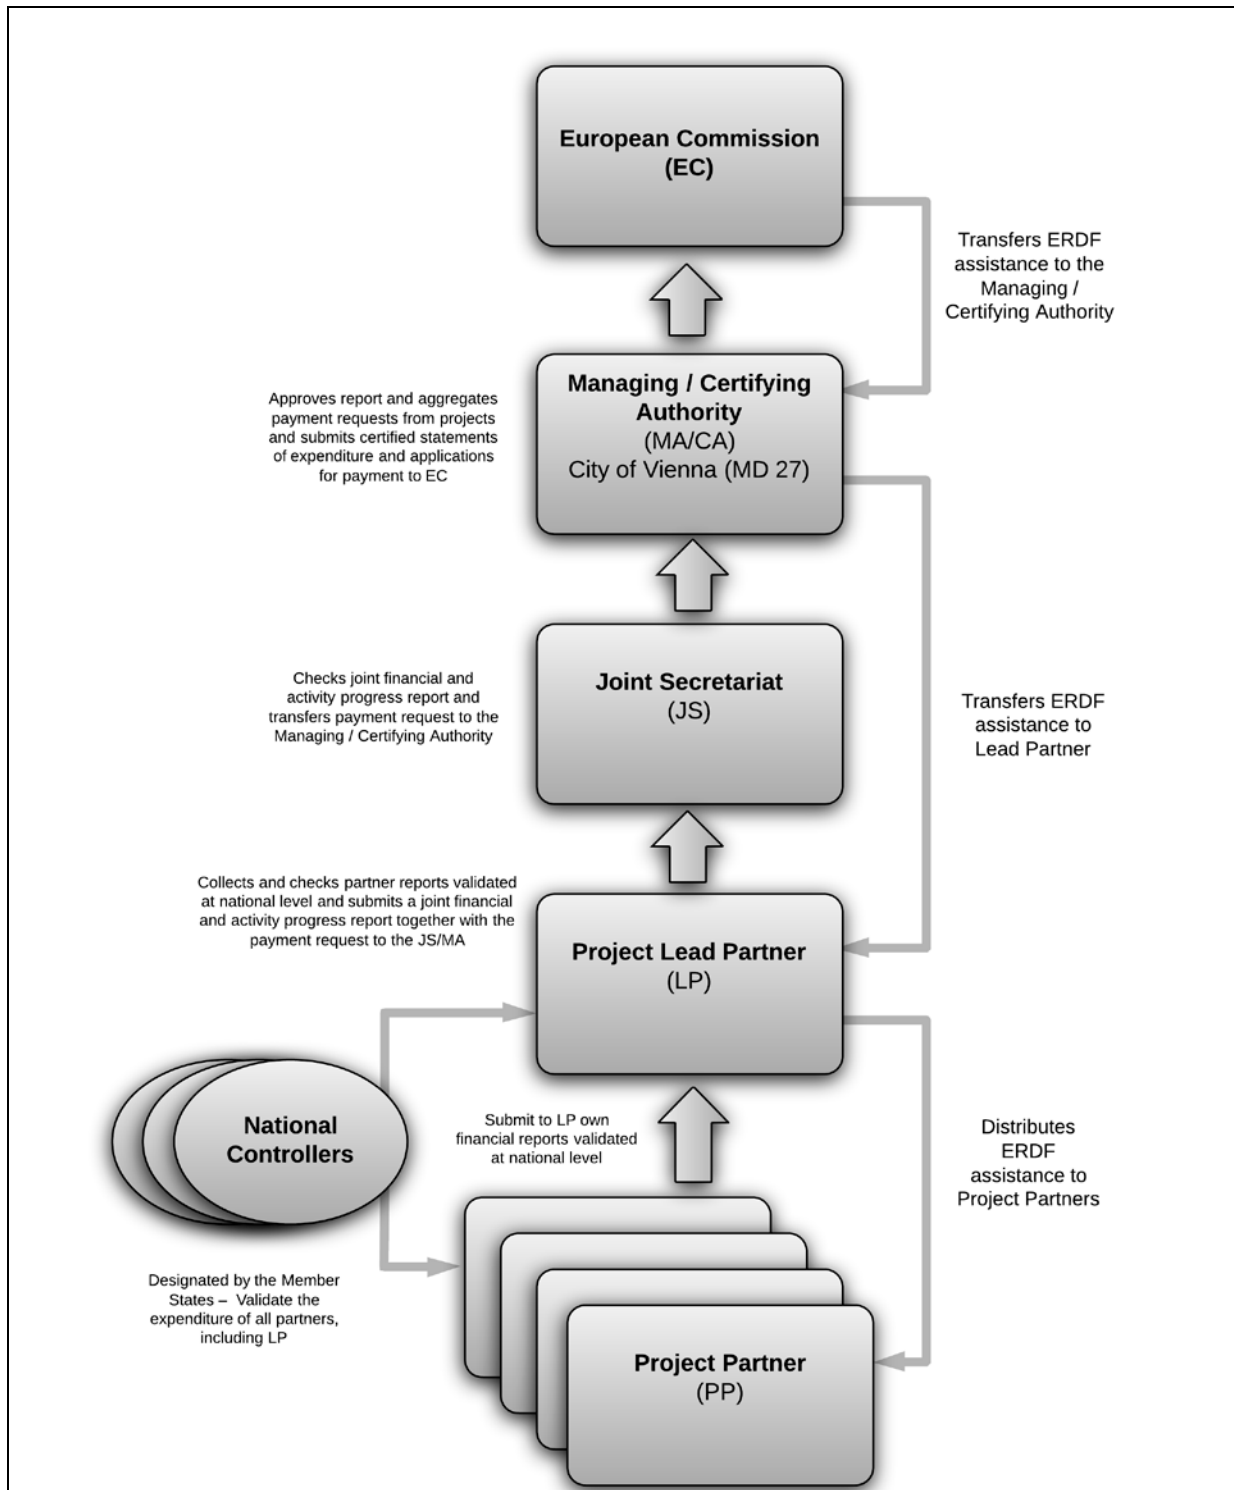 European Commission
(EC)
Transfers ERDF
assistance to the
Managing /
Certifying Authority
Managing / Certifying
Authority
(MA/CA)
City of Vienna (MD 27)
Approves report and aggregates
payment requests from projects
and submits certified statements
of expenditure and applications
for payment to EC
Joint Secretariat
(JS)
Checks joint financial and
activity progress report and
transfers payment request to the
Managing / Certifying Authority
Transfers ERDF
assistance to
Lead Partner
Collects and checks partner reports validated
at national level and submits a joint financial
and activity progress report together with the
payment request to the JS/MA
Project Lead Partner
(LP)
National
Controllers
Submit to LP own
financial reports validated
at national level
Distributes
ERDF
assistance to
Project Partners
Designated by the Member
States – Validate the
expenditure of all partners,
including LP
Project Partner
(PP)